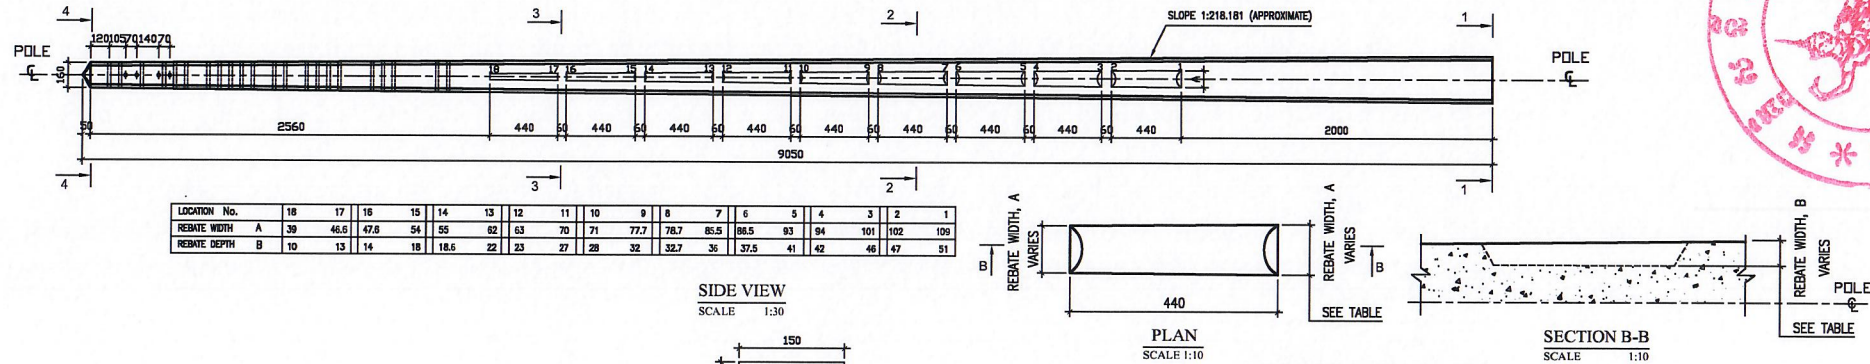 4 3 2 1
SLOPE 1:218.181 (APPROXIMATE)
120 105 70 140 70
POLE ℄
160
18 17 16 15 14 13 12 11 10 9 8 7 6 5 4 3 2 1
POLE ℄
50 2560 440 60 440 60 440 60 440 60 440 60 440 60 440 60 440 60 440 2000
9050
4 3 2 1
LOCATION No. 18 17 16 15 14 13 12 11 10 9 8 7 6 5 4 3 2 1
REBATE WIDTH A 39 46.6 47.6 54 55 62 63 70 71 77.7 78.7 85.5 86.5 93 94 101 102 109
REBATE DEPTH B 10 13 14 18 18.6 22 23 27 28 32 32.7 36 37.5 41 42 46 47 51
SIDE VIEW
SCALE 1:30
150
B
REBATE WIDTH, A
VARIES
440
REBATE WIDTH, A
VARIES
B
SEE TABLE
PLAN
SCALE 1:10
REBATE WIDTH, B
VARIES
POLE ℄
SEE TABLE
SECTION B-B
SCALE 1:10